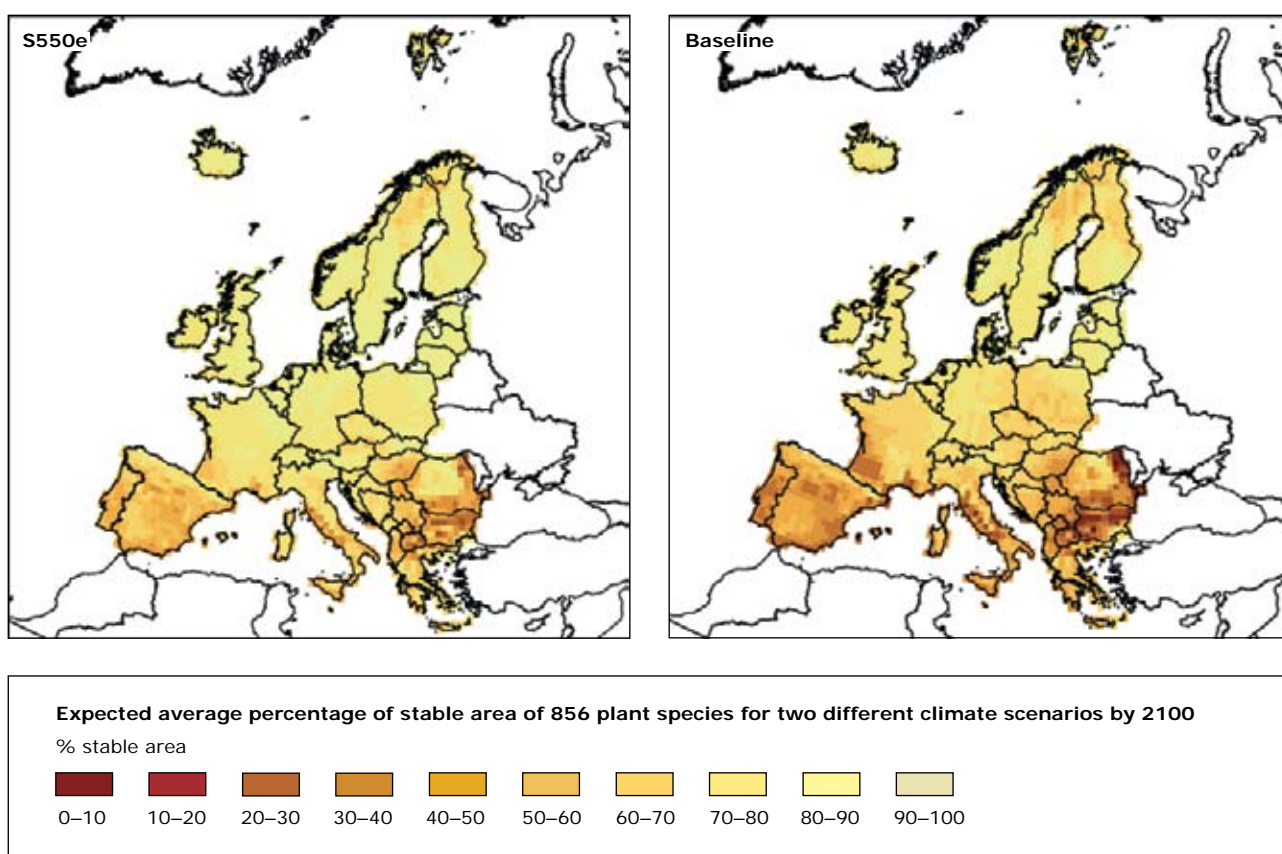 S550e
Baseline
Expected average percentage of stable area of 856 plant species for two different climate scenarios by 2100
% stable area
0–10 10–20 20–30 30–40 40–50 50–60 60–70 70–80 80–90 90–100